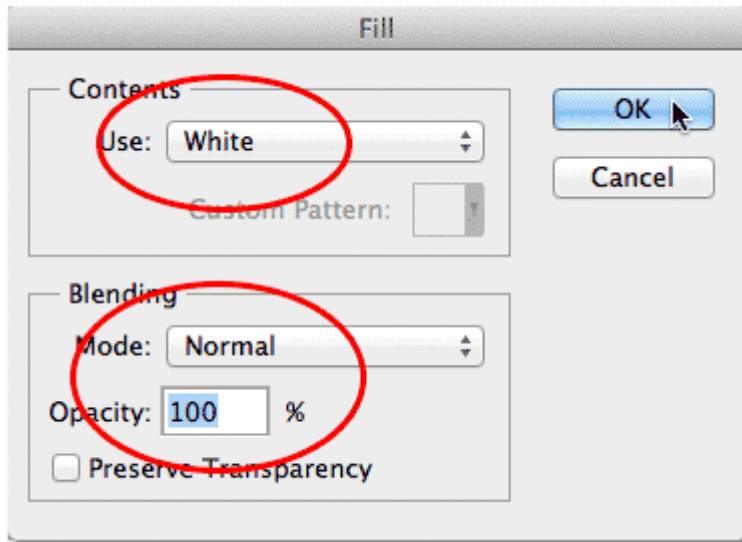 Fill
Contents
Use: White
Custom Pattern:
OK
Cancel
Blending
Mode: Normal
Opacity: 100 %
Preserve Transparency